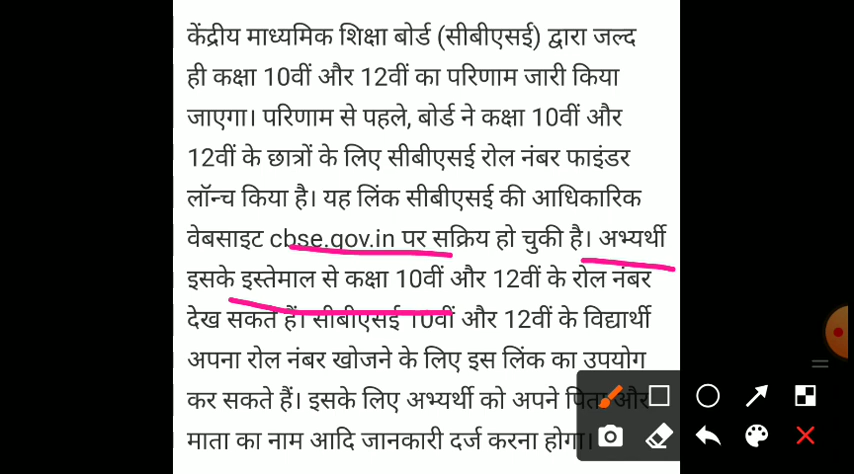 केंद्रीय माध्यमिक शिक्षा बोर्ड (सीबीएसई) द्वारा जल्द
ही कक्षा 10वीं और 12वीं का परिणाम जारी किया
जाएगा। परिणाम से पहले, बोर्ड ने कक्षा 10वीं और
12वीं के छात्रों के लिए सीबीएसई रोल नंबर फाइंडर
लॉन्च किया है। यह लिंक सीबीएसई की आधिकारिक
वेबसाइट cbse.gov.in पर सक्रिय हो चुकी है। अभ्यर्थी
इसके इस्तेमाल से कक्षा 10वीं और 12वीं के रोल नंबर
देख सकते हैं। सीबीएसई 10वीं और 12वीं के विद्यार्थी
अपना रोल नंबर खोजने के लिए इस लिंक का उपयोग
कर सकते हैं। इसके लिए अभ्यर्थी को अपने पिता और
माता का नाम आदि जानकारी दर्ज करना होगा।